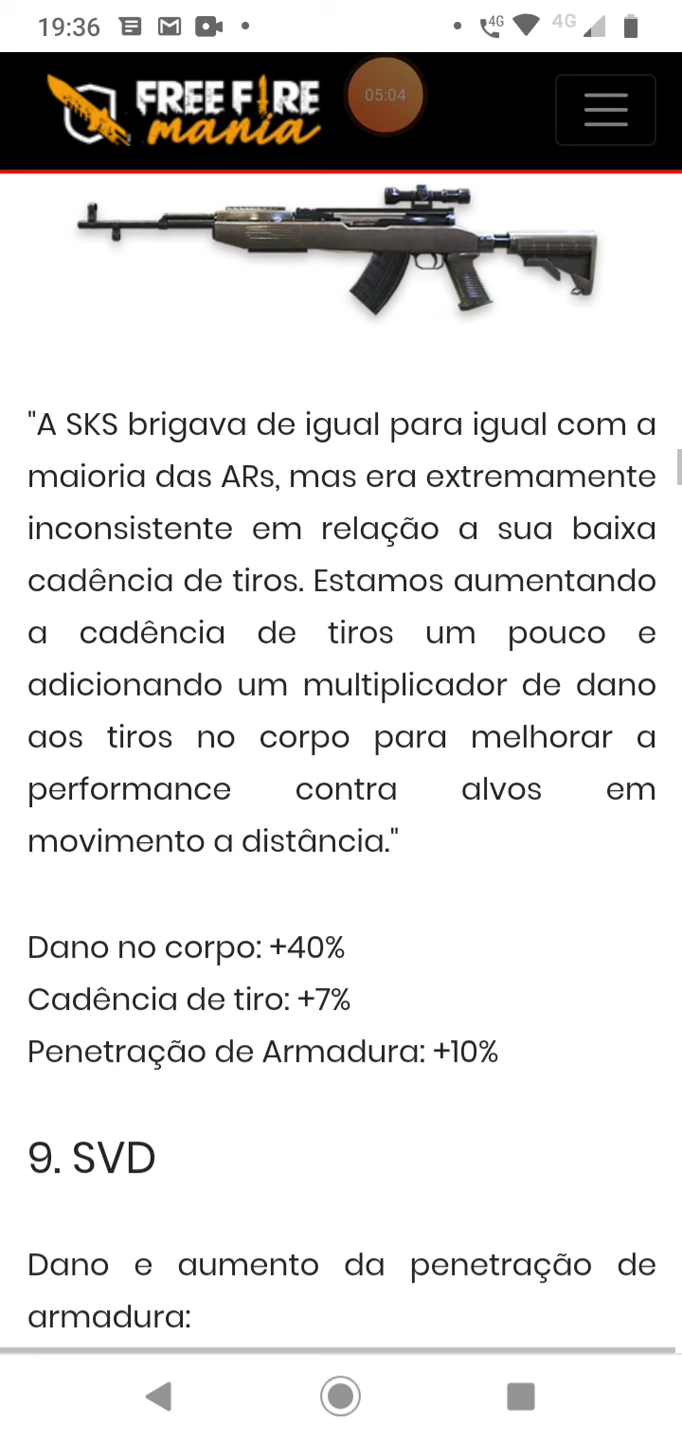 19:36
4G
4G
FREE FIRE
mania
05:04
"A SKS brigava de igual para igual com a
maioria das ARs, mas era extremamente
inconsistente em relação a sua baixa
cadência de tiros. Estamos aumentando
a cadência de tiros um pouco e
adicionando um multiplicador de dano
aos tiros no corpo para melhorar a
performance contra alvos em
movimento a distância."
Dano no corpo: +40%
Cadência de tiro: +7%
Penetração de Armadura: +10%
9. SVD
Dano e aumento da penetração de
armadura: